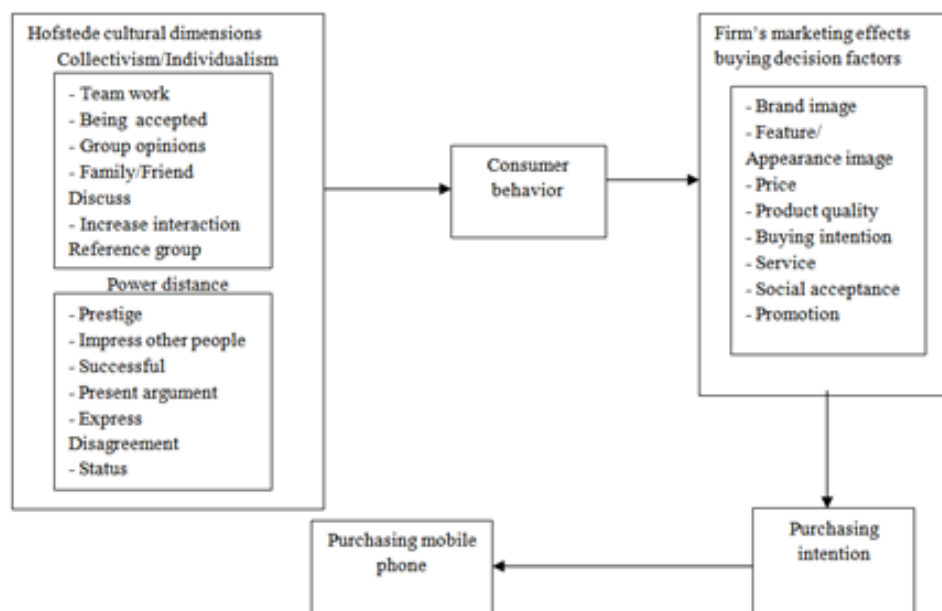 Hofstede cultural dimensions
Collectivism/Individualism
- Team work
- Being accepted
- Group opinions
- Family/Friend
Discuss
- Increase interaction
Reference group
Power distance
- Prestige
- Impress other people
- Successful
- Present argument
- Express
Disagreement
- Status
Consumer
behavior
Firm's marketing effects
buying decision factors
- Brand image
- Feature/
Appearance image
- Price
- Product quality
- Buying intention
- Service
- Social acceptance
- Promotion
Purchasing
intention
Purchasing mobile
phone